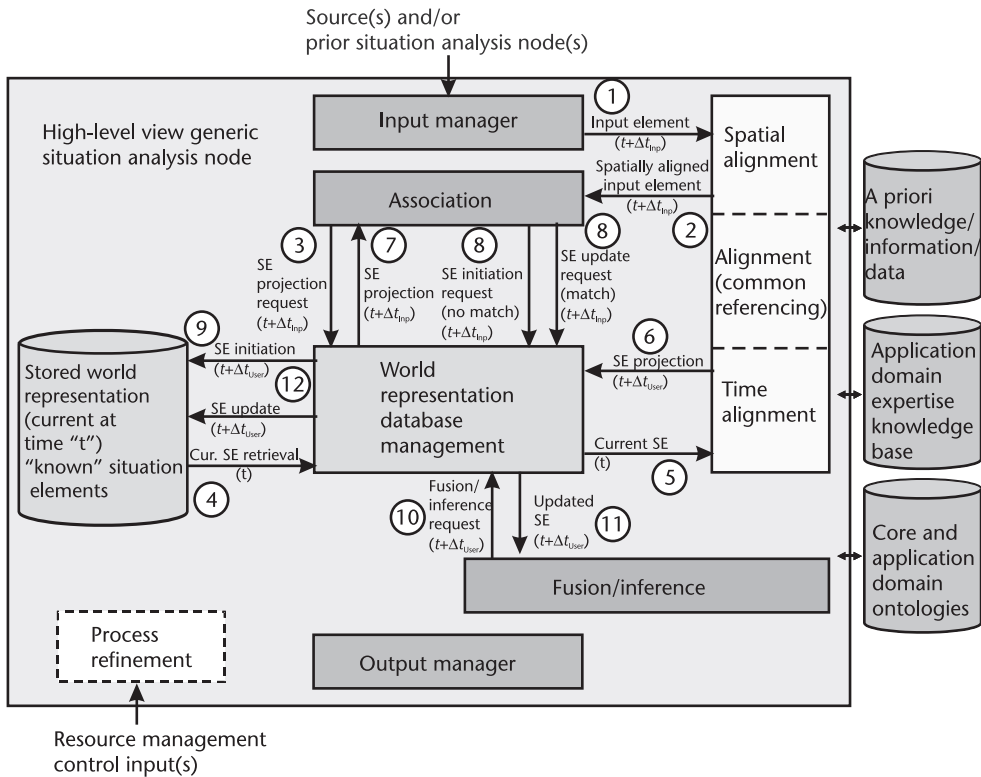 Source(s) and/or
prior situation analysis node(s)
High-level view generic
situation analysis node
Input manager
1
Input element
(t+Δt_Inp)
Spatial
alignment
Spatially aligned
input element
(t+Δt_Inp)
2
Association
3
SE
projection
request
(t+Δt_Inp)
7
SE
projection
(t+Δt_Inp)
8
SE initiation
request
(no match)
(t+Δt_Inp)
8
SE update
request
(match)
(t+Δt_Inp)
Alignment
(common
referencing)
A priori
knowledge/
information/
data
9
SE initiation
(t+Δt_User)
12
SE update
(t+Δt_User)
Cur. SE retrieval
(t)
4
Stored world
representation
(current at
time “t”)
“known” situation
elements
World
representation
database
management
6
SE projection
(t+Δt_User)
Time
alignment
Current SE
(t)
5
Application
domain
expertise
knowledge
base
10
Fusion/
inference
request
(t+Δt_User)
Updated
SE
(t+Δt_User)
11
Fusion/inference
Core and
application
domain
ontologies
Process
refinement
Output manager
Resource management
control input(s)